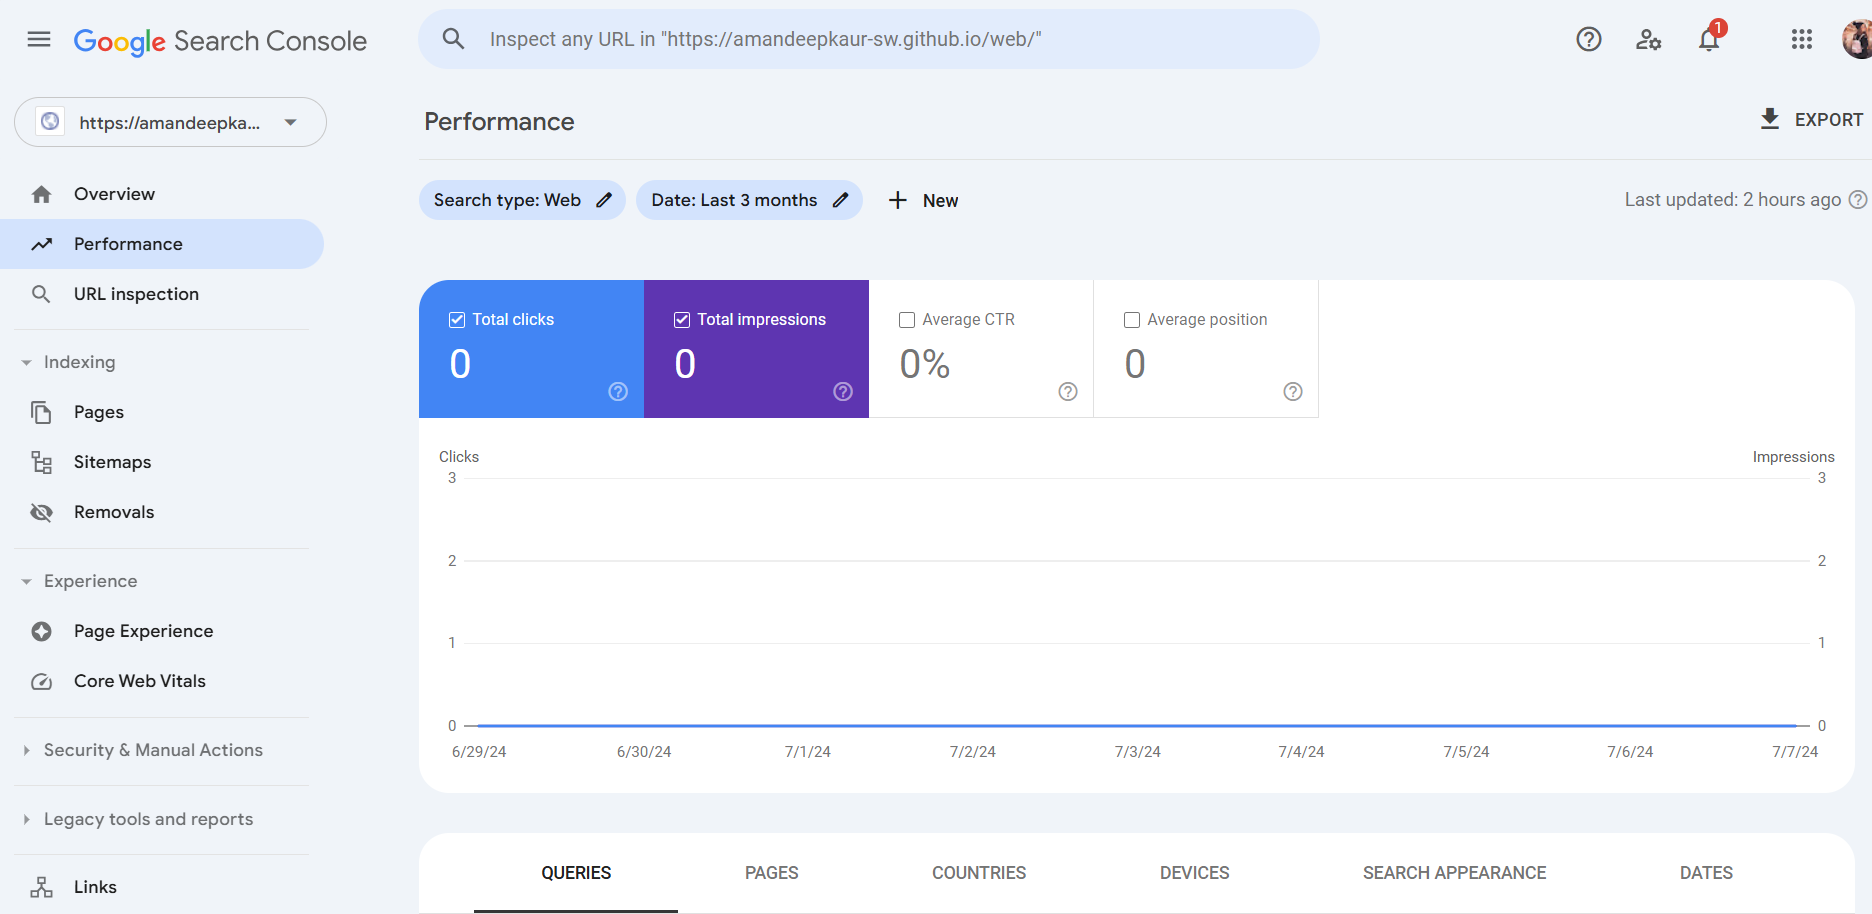 Google Search Console
Inspect any URL in "https://amandeepkaur-sw.github.io/web/"
1
https://amandeepka...
Overview
Performance
URL inspection
Indexing
Pages
Sitemaps
Removals
Experience
Page Experience
Core Web Vitals
Security & Manual Actions
Legacy tools and reports
Links
Performance
EXPORT
Search type: Web
Date: Last 3 months
New
Last updated: 2 hours ago
Total clicks
0
Total impressions
0
Average CTR
0%
Average position
0
Clicks
Impressions
3 3
2 2
1 1
0 0
6/29/24 6/30/24 7/1/24 7/2/24 7/3/24 7/4/24 7/5/24 7/6/24 7/7/24
QUERIES PAGES COUNTRIES DEVICES SEARCH APPEARANCE DATES